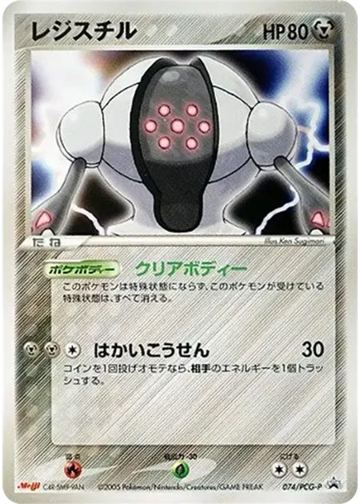 レジスチル HP80
たね
Illus. Ken Sugimori
ポケボディー クリアボディー
このポケモンは特殊状態にならず、このポケモンが受けている
特殊状態は、すべて消える。
はかいこうせん 30
コインを1回投げオモテなら、相手のエネルギーを1個トラッ
シュする。
弱点 抵抗力 -30 にげる
Meiji C4R-5M9-9AN 074/PCG-P
©2005 Pokémon/Nintendo/Creatures/GAME FREAK